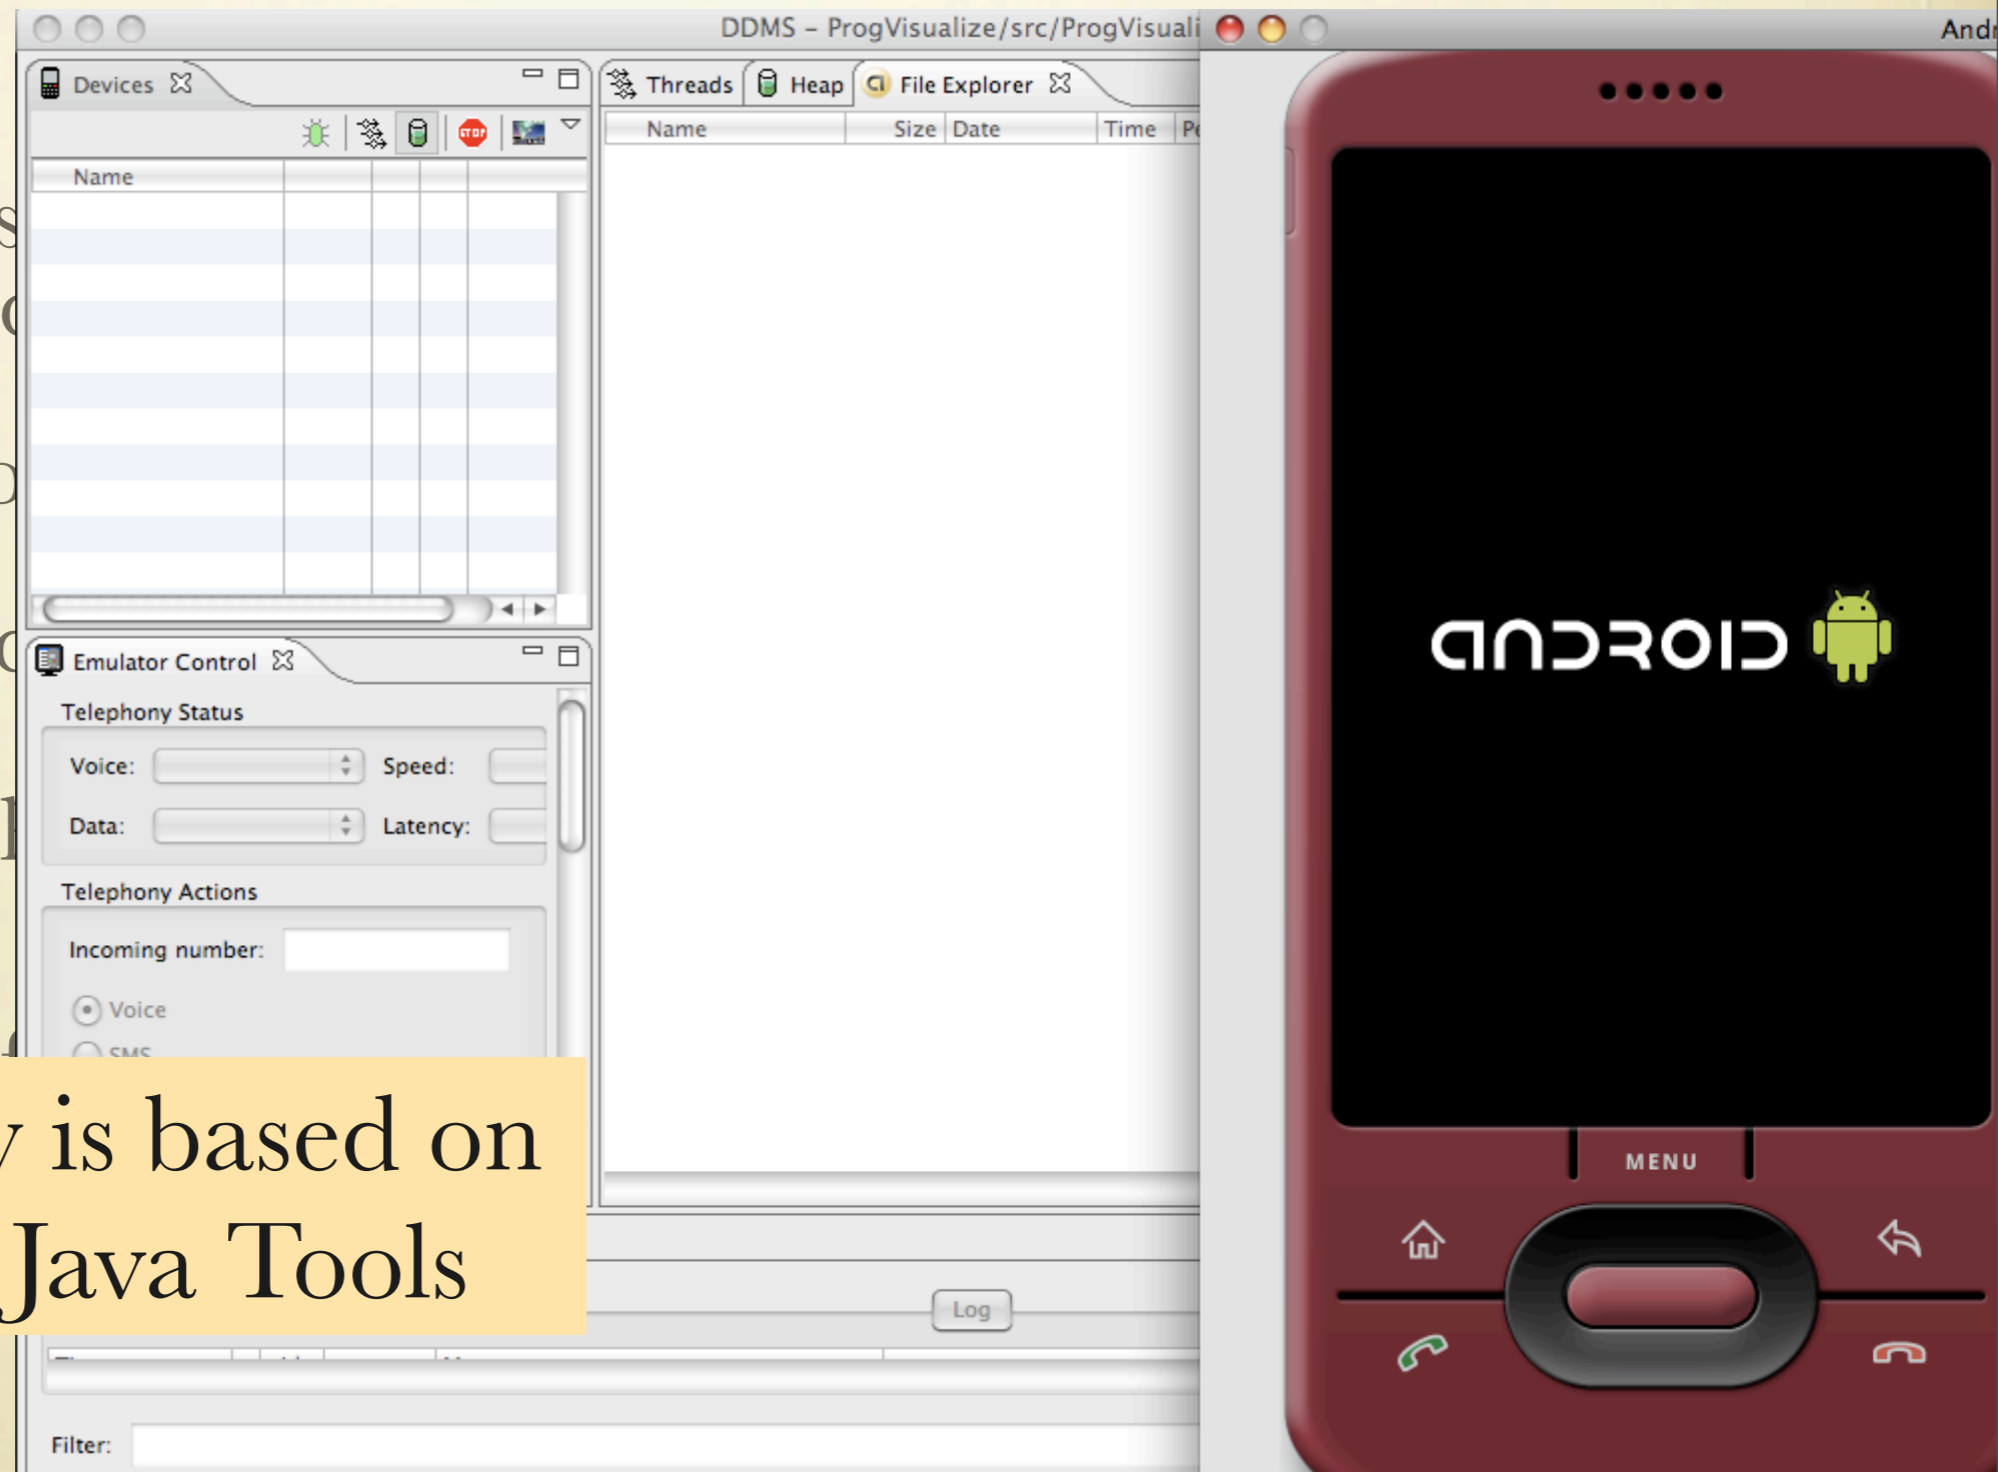 DDMS – ProgVisualize/src/ProgVisuali
Devices
Name
Threads
Heap
File Explorer
Name Size Date Time
STOP
Emulator Control
Telephony Status
Voice: Speed:
Data: Latency:
Telephony Actions
Incoming number:
Voice
SMS
is based on
Java Tools
Log
Filter:
ANDROID
MENU